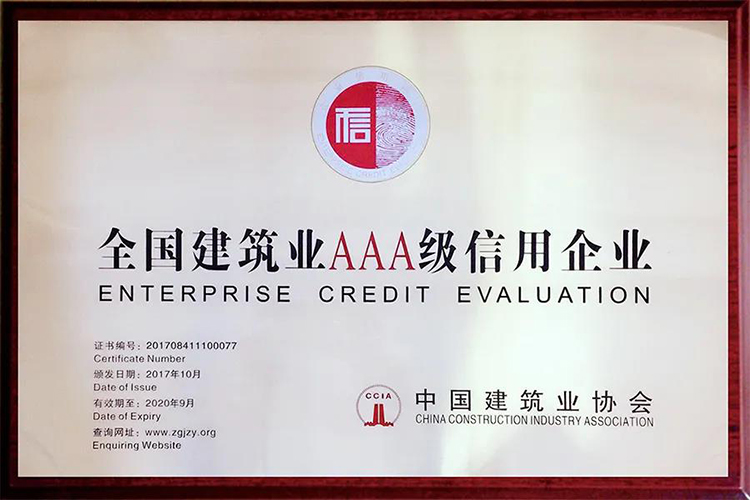 信
全国建筑业AAA级信用企业
ENTERPRISE CREDIT EVALUATION
证书编号：201708411100077
Certificate Number
颁发日期：2017年10月
Date of Issue
有效期至：2020年9月
Date of Expiry
查询网址：www.zgjzy.org
Enquiring Website
CCIA
中国建筑业协会
CHINA CONSTRUCTION INDUSTRY ASSOCIATION